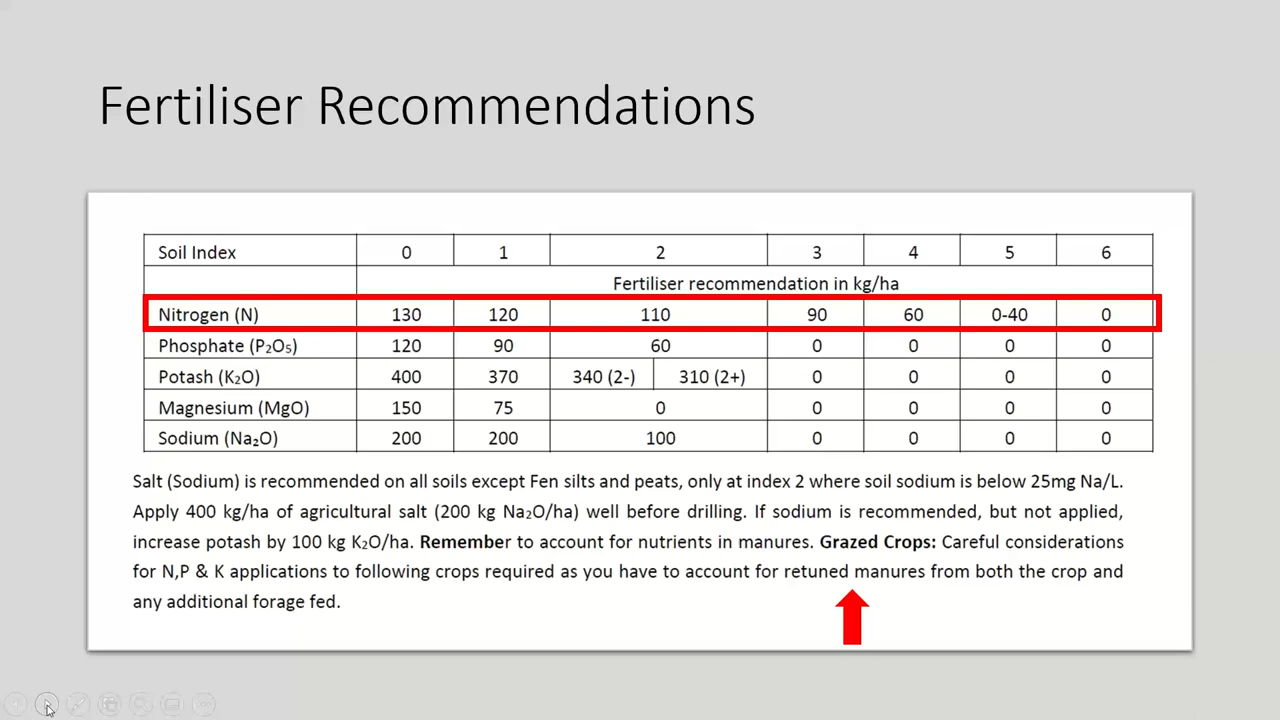 Fertiliser Recommendations
Soil Index 0 1 2 3 4 5 6
Fertiliser recommendation in kg/ha
Nitrogen (N) 130 120 110 90 60 0-40 0
Phosphate (P₂O₅) 120 90 60 0 0 0 0
Potash (K₂O) 400 370 340 (2-) 310 (2+) 0 0 0 0
Magnesium (MgO) 150 75 0 0 0 0 0
Sodium (Na₂O) 200 200 100 0 0 0 0
Salt (Sodium) is recommended on all soils except Fen silts and peats, only at index 2 where soil sodium is below 25mg Na/L.
Apply 400 kg/ha of agricultural salt (200 kg Na₂O/ha) well before drilling. If sodium is recommended, but not applied,
increase potash by 100 kg K₂O/ha. Remember to account for nutrients in manures. Grazed Crops: Careful considerations
for N,P & K applications to following crops required as you have to account for retuned manures from both the crop and
any additional forage fed.